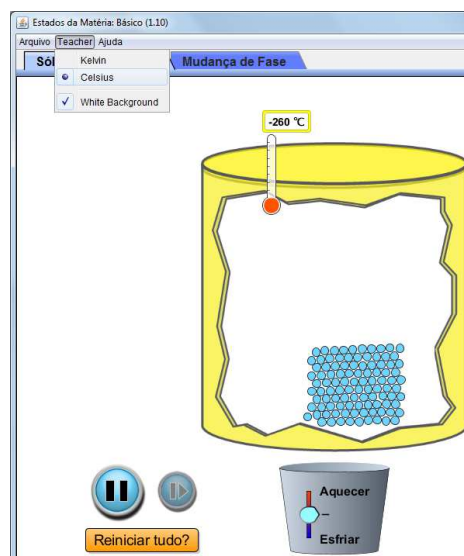 Estados da Matéria: Básico (1.10)
Arquivo Teacher Ajuda
Sól
Mudança de Fase
Kelvin
Celsius
White Background
-260 ℃
Aquecer
Esfriar
Reiniciar tudo?